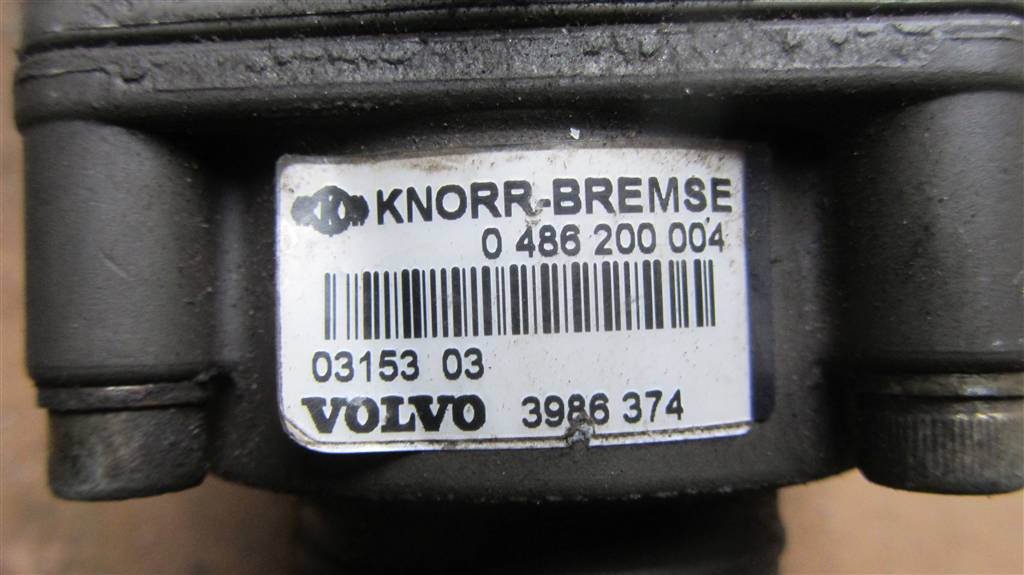 KNORR-BREMSE
0 486 200 004
03153 03
VOLVO 3986 374